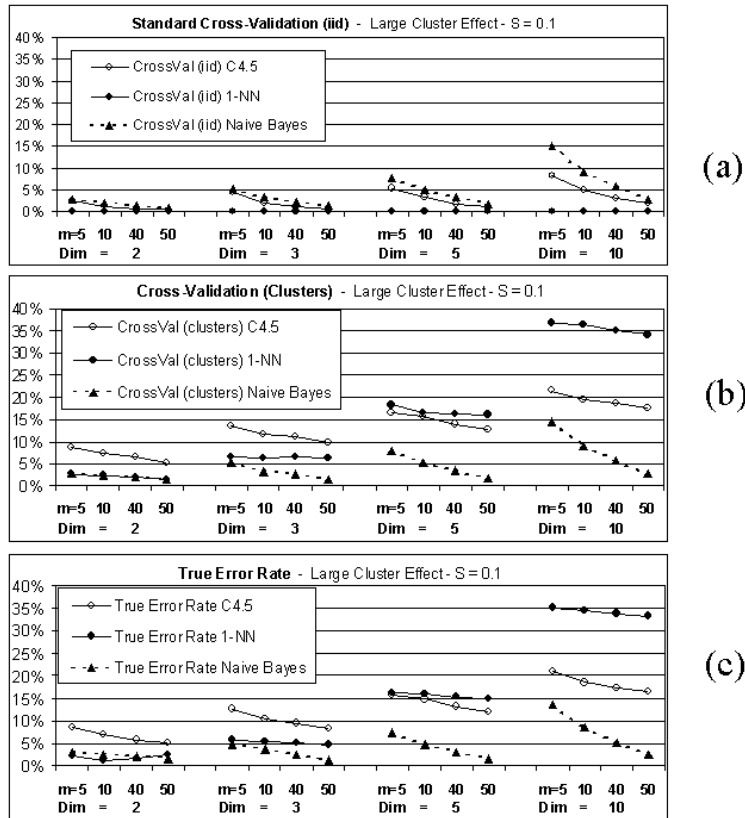 Standard Cross-Validation (iid) - Large Cluster Effect - S = 0.1
40%
35%
30%
25%
20%
15%
10%
5%
0%
CrossVal (iid) C4.5
CrossVal (iid) 1-NN
CrossVal (iid) Naive Bayes
m=5 10 40 50 m=5 10 40 50 m=5 10 40 50 m=5 10 40 50
Dim = 2 Dim = 3 Dim = 5 Dim = 10
(a)
Cross-Validation (Clusters) - Large Cluster Effect - S = 0.1
40%
35%
30%
25%
20%
15%
10%
5%
0%
CrossVal (clusters) C4.5
CrossVal (clusters) 1-NN
CrossVal (clusters) Naive Bayes
m=5 10 40 50 m=5 10 40 50 m=5 10 40 50 m=5 10 40 50
Dim = 2 Dim = 3 Dim = 5 Dim = 10
(b)
True Error Rate - Large Cluster Effect - S = 0.1
40%
35%
30%
25%
20%
15%
10%
5%
0%
True Error Rate C4.5
True Error Rate 1-NN
True Error Rate Naive Bayes
m=5 10 40 50 m=5 10 40 50 m=5 10 40 50 m=5 10 40 50
Dim = 2 Dim = 3 Dim = 5 Dim = 10
(c)